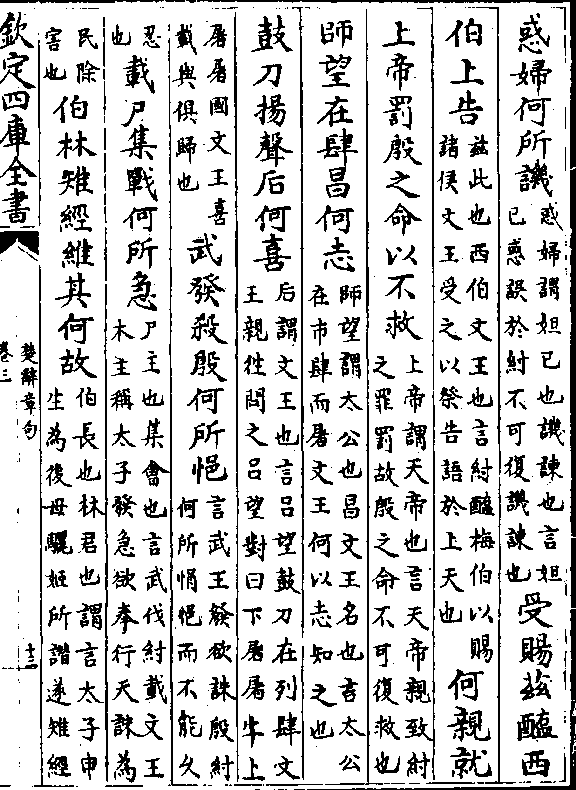 惑婦何所譏惑婦謂妲己也譏諫也言妲己惑誤於紂不可復譏諫也受賜茲醢西
伯上告茲此也西伯文王也言紂醢梅伯以賜諸侯文王受之以祭告語於上天也何親就
上帝罰殷之命以不救上帝謂天帝也言天帝親致紂之罪罰故殷之命不可復救也
師望在肆昌何志師望謂太公也昌文王名也言太公在市肆而屠文王何以志知之也
鼓刀揚聲后何喜后謂文王也言呂望鼓刀在列肆文王親徃問之呂望對曰下屠屠牛上
屠屠國文王喜載與俱歸也武發殺殷何所悒言武王發欲誅殷紂何所悁悒而不能久
忍也載尸集戰何所急尸主也集會也言武伐紂載文王木主稱太子發急欲奉行天誅為
民除害也伯林雉經維其何故伯長也林君也謂言太子申生為後母驪姬所譖遂雉經
欽定四庫全書
楚辭章句
卷三
十三